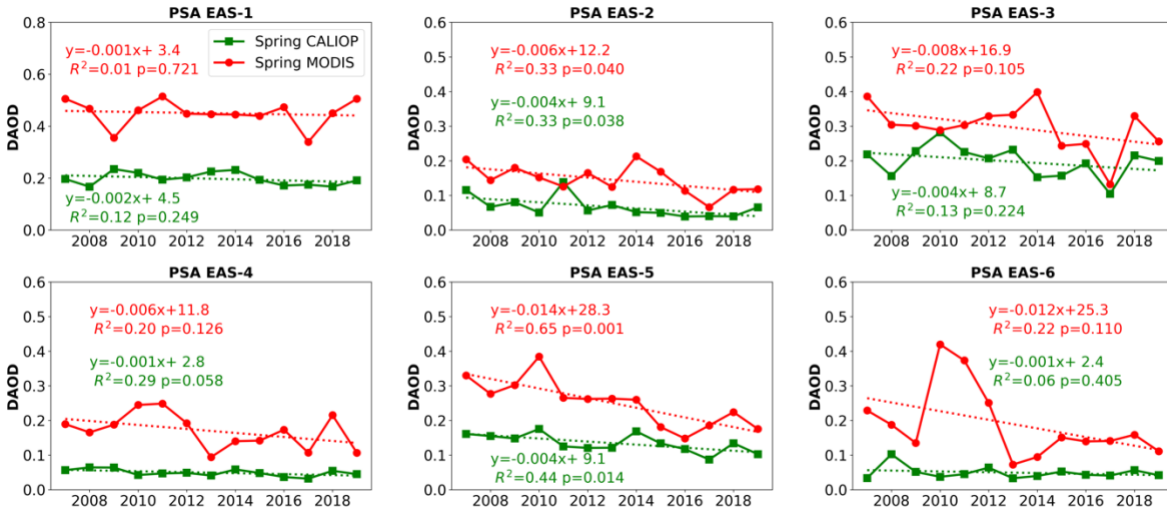 PSA EAS-1
0.8
0.6
0.4
0.2
0.0
DAOD
y=-0.001x+ 3.4
R²=0.01 p=0.721
Spring CALIOP
Spring MODIS
y=-0.002x+ 4.5
R²=0.12 p=0.249
2008 2010 2012 2014 2016 2018
PSA EAS-2
0.6
0.5
0.4
0.3
0.2
0.1
0.0
DAOD
y=-0.006x+12.2
R²=0.33 p=0.040
y=-0.004x+ 9.1
R²=0.33 p=0.038
2008 2010 2012 2014 2016 2018
PSA EAS-3
0.6
0.5
0.4
0.3
0.2
0.1
0.0
DAOD
y=-0.008x+16.9
R²=0.22 p=0.105
y=-0.004x+ 8.7
R²=0.13 p=0.224
2008 2010 2012 2014 2016 2018
PSA EAS-4
0.6
0.5
0.4
0.3
0.2
0.1
0.0
DAOD
y=-0.006x+11.8
R²=0.20 p=0.126
y=-0.001x+ 2.8
R²=0.29 p=0.058
2008 2010 2012 2014 2016 2018
PSA EAS-5
0.6
0.5
0.4
0.3
0.2
0.1
0.0
DAOD
y=-0.014x+28.3
R²=0.65 p=0.001
y=-0.004x+ 9.1
R²=0.44 p=0.014
2008 2010 2012 2014 2016 2018
PSA EAS-6
0.6
0.5
0.4
0.3
0.2
0.1
0.0
DAOD
y=-0.012x+25.3
R²=0.22 p=0.110
y=-0.001x+ 2.4
R²=0.06 p=0.405
2008 2010 2012 2014 2016 2018